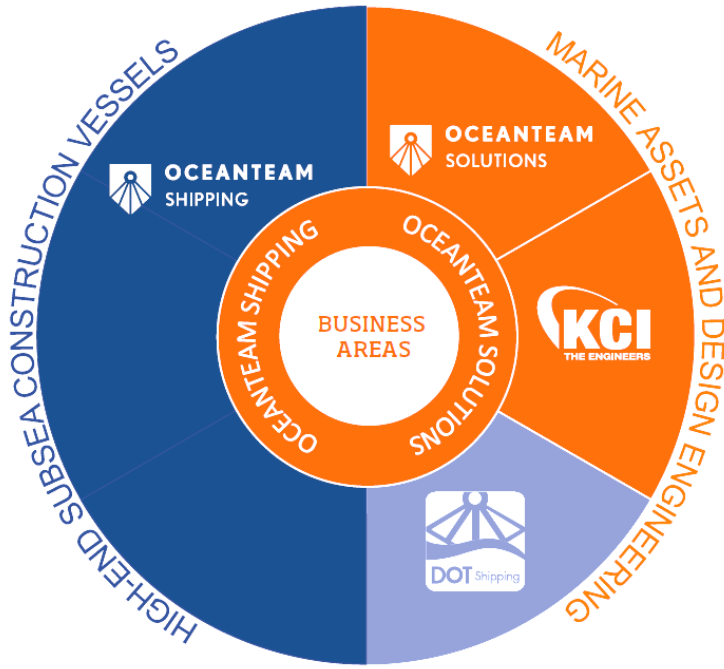 HIGH-END SUBSEA CONSTRUCTION VESSELS
MARINE ASSETS AND DESIGN ENGINEERING
OCEANTEAM
SHIPPING
OCEANTEAM
SOLUTIONS
OCEANTEAM SHIPPING
OCEANTEAM SOLUTIONS
BUSINESS
AREAS
KCI
THE ENGINEERS
DOT Shipping